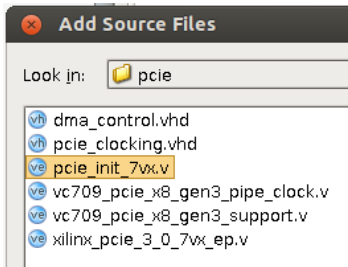 Add Source Files
Look in: pcie
dma_control.vhd
pcie_clocking.vhd
pcie_init_7vx.v
vc709_pcie_x8_gen3_pipe_clock.v
vc709_pcie_x8_gen3_support.v
xilinx_pcie_3_0_7vx_ep.v